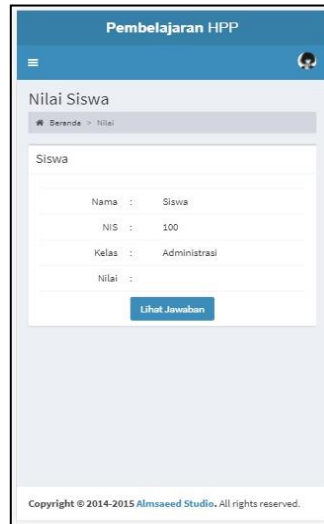 Pembelajaran HPP
Nilai Siswa
Beranda > Nilai
Siswa
Nama : Siswa
NIS : 100
Kelas : Administrasi
Nilai :
Lihat Jawaban
Copyright © 2014-2015 Almsaeed Studio. All rights reserved.